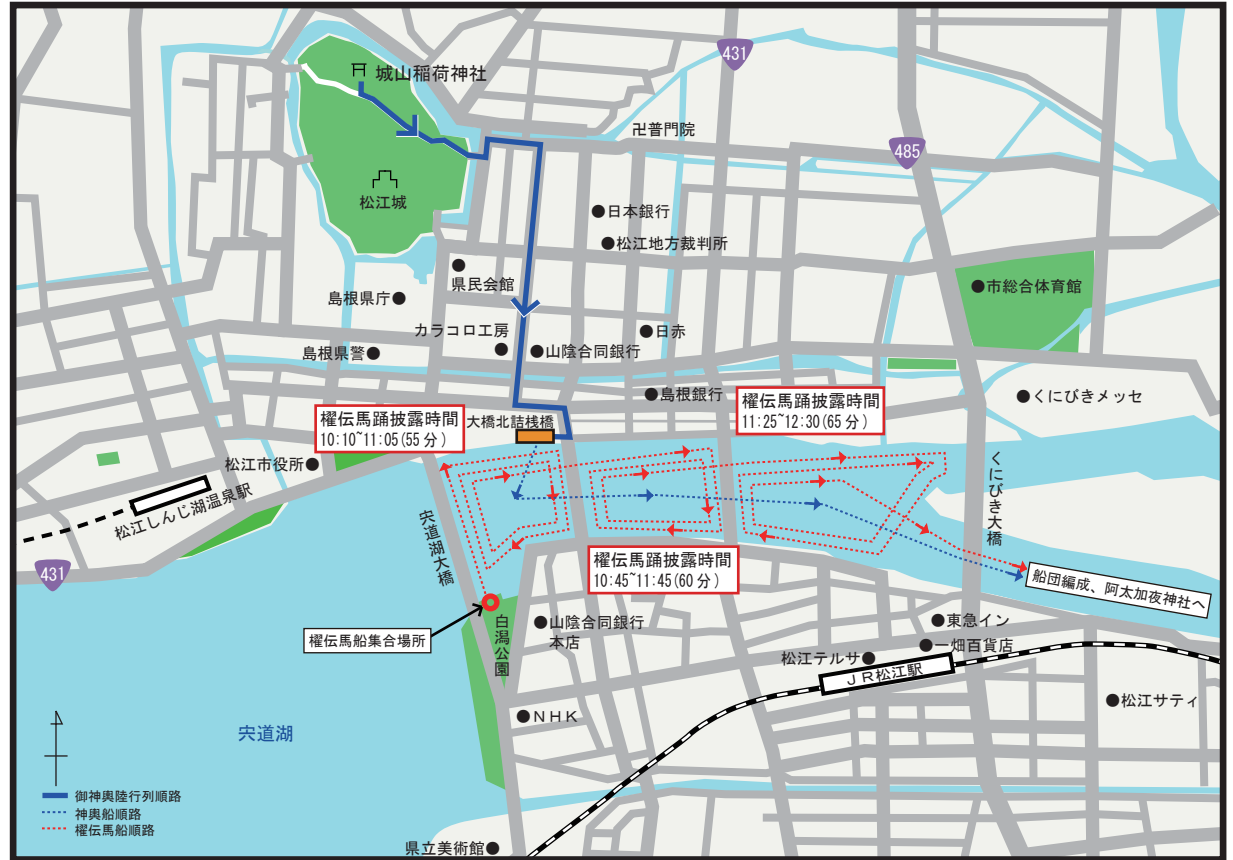 城山稲荷神社
431
卍普門院
485
松江城
日本銀行
松江地方裁判所
県民会館
島根県庁
市総合体育館
カラコロ工房
日赤
島根県警
山陰合同銀行
島根銀行
くにびきメッセ
櫂伝馬踊披露時間
10:10~11:05(55分)
大橋北詰桟橋
櫂伝馬踊披露時間
11:25~12:30(65分)
松江市役所
松江しんじ湖温泉駅
くにびき大橋
宍道湖大橋
431
櫂伝馬踊披露時間
10:45~11:45(60分)
船団編成、阿太加夜神社へ
櫂伝馬船集合場所
白潟公園
山陰合同銀行
本店
東急イン
一畑百貨店
松江テルサ
JR松江駅
松江サティ
NHK
宍道湖
御神輿陸行列順路
神輿船順路
櫂伝馬船順路
県立美術館